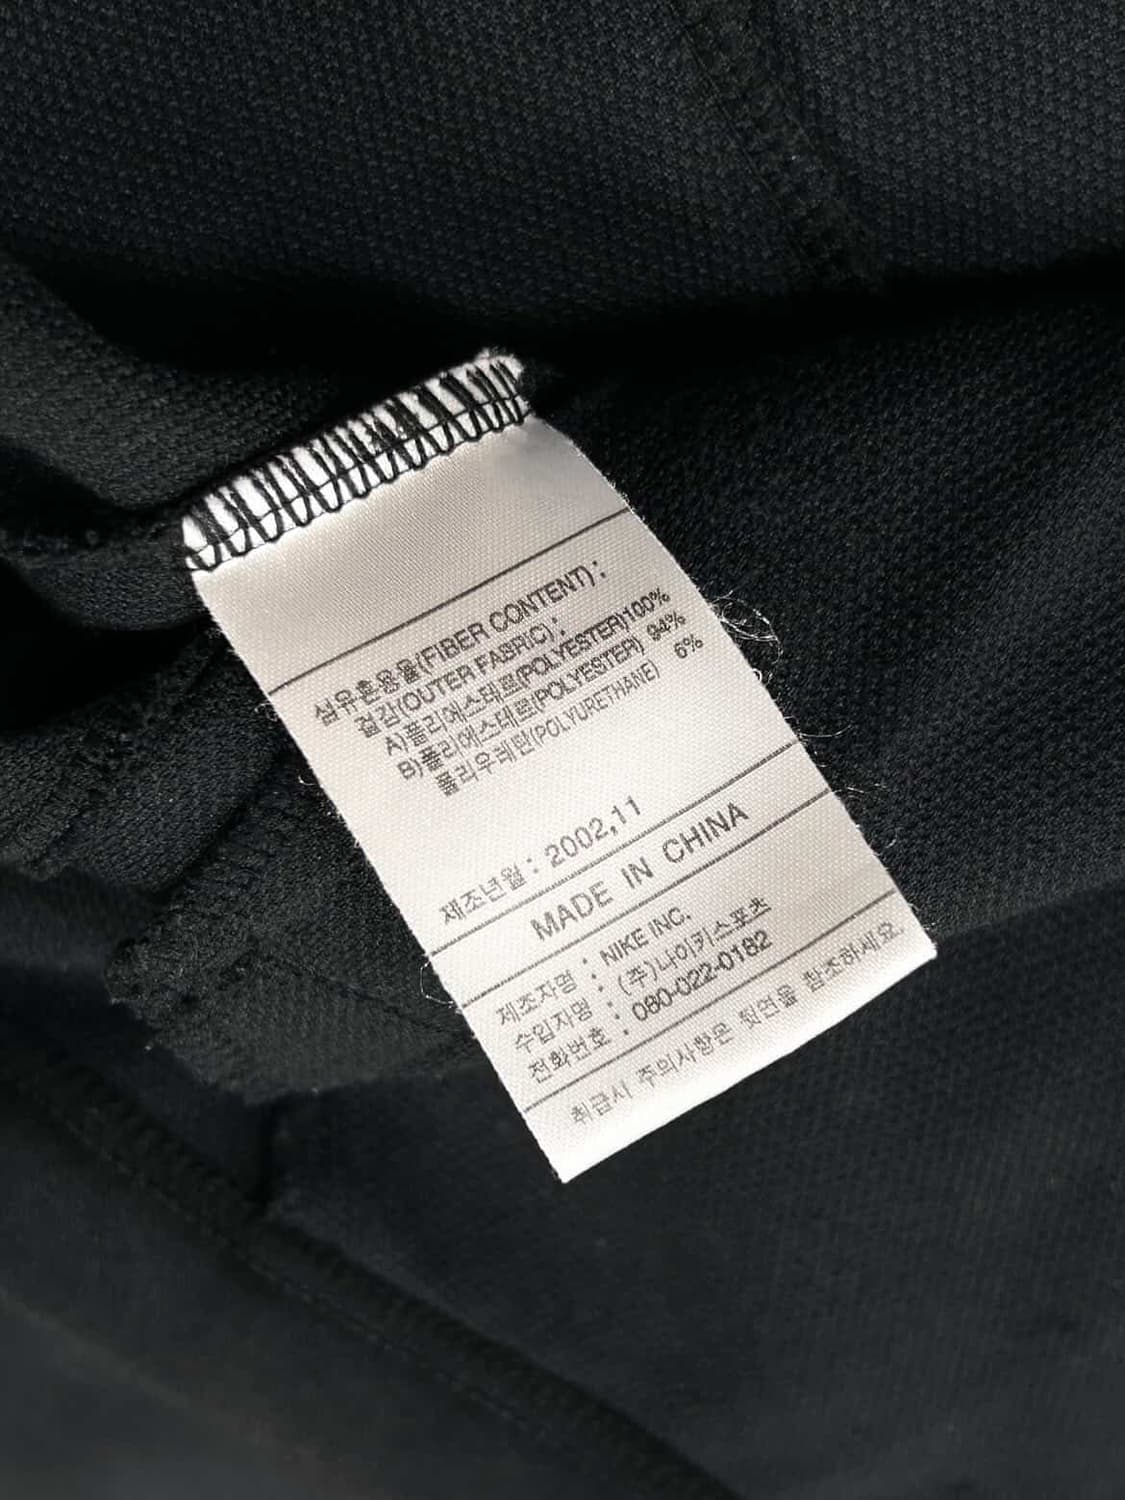 섬유혼용율(FIBER CONTENT) :
겉감(OUTER FABRIC) :
A)폴리에스테르(POLYESTER)100%
B)폴리에스테르(POLYESTER) 94%
폴리우레탄(POLYURETHANE) 6%
제조년월 : 2002,11
MADE IN CHINA
제조자명 : NIKE INC.
수입자명 : (주)나이키스포츠
전화번호 : 080-022-0182
취급시 주의사항은 뒷면을 참조하세요.